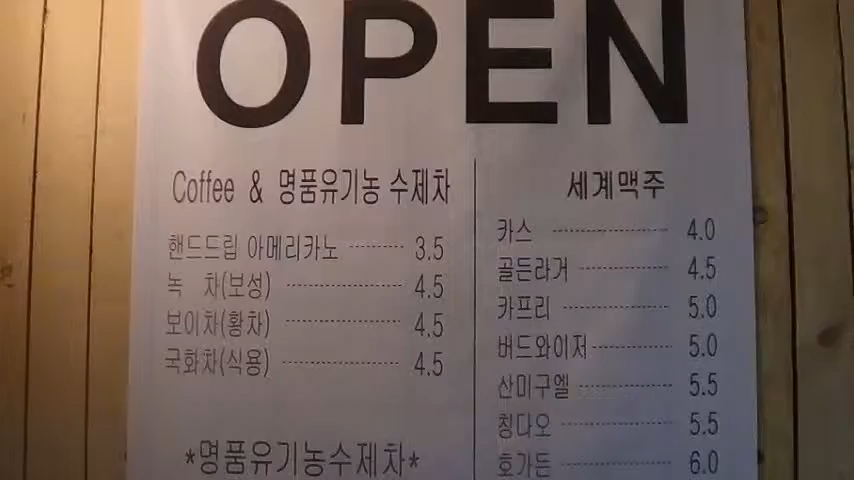 OPEN
Coffee & 명품유기농 수제차
핸드드립 아메리카노 ········ 3.5
녹 차(보성) ················ 4.5
보이차(황차) ················ 4.5
국화차(식용) ················ 4.5
*명품유기농수제차*
세계맥주
카스 ················ 4.0
골든라거 ············ 4.5
카프리 ·············· 5.0
버드와이저 ·········· 5.0
산미구엘 ············ 5.5
칭다오 ·············· 5.5
호가든 ·············· 6.0